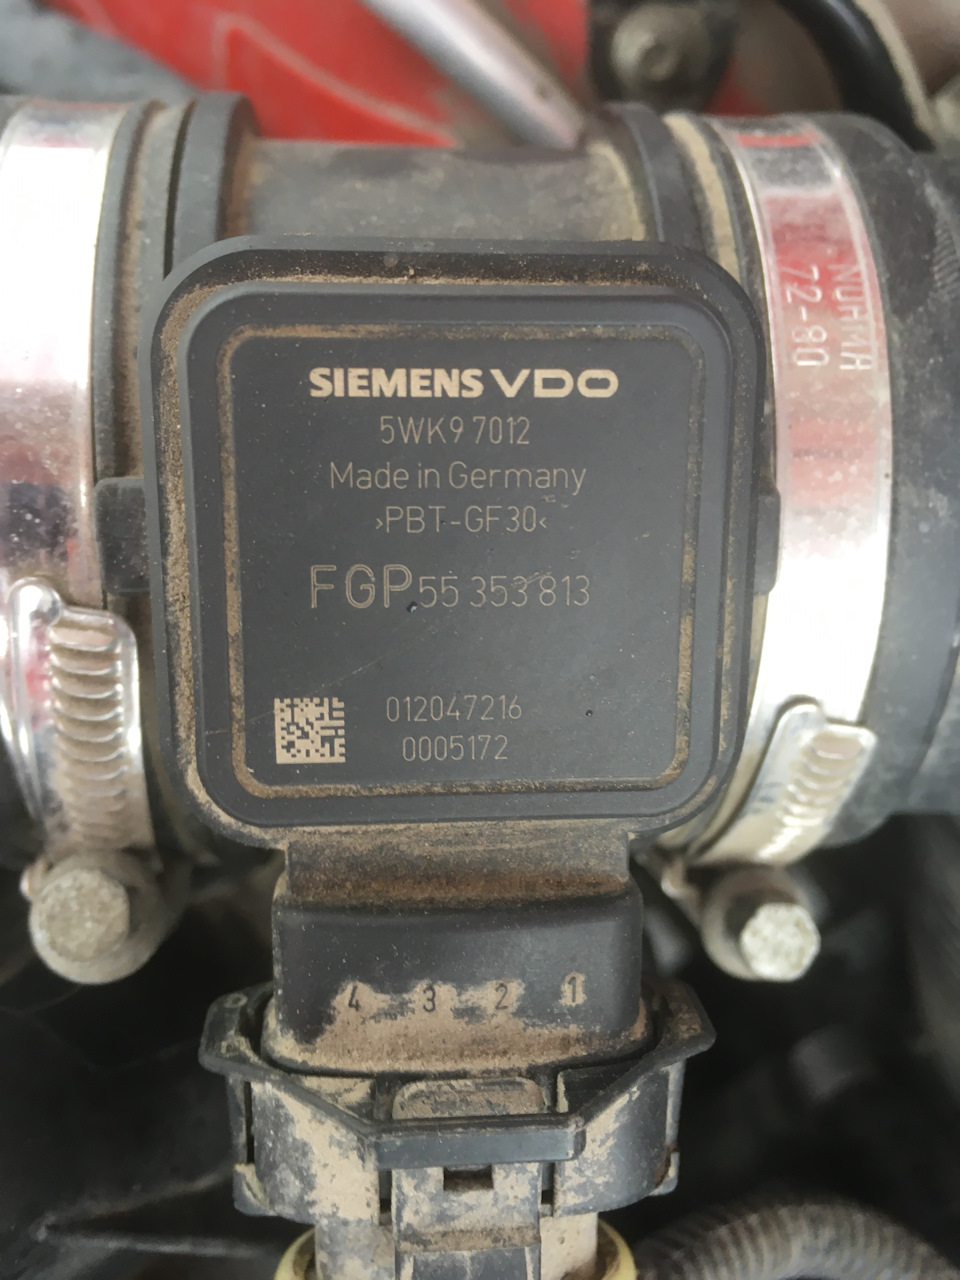 SIEMENS VDO
5WK9 7012
Made in Germany
›PBT-GF30‹
FGP 55 353 813
012047216
0005172
4 3 2 1
NORMA
72-80